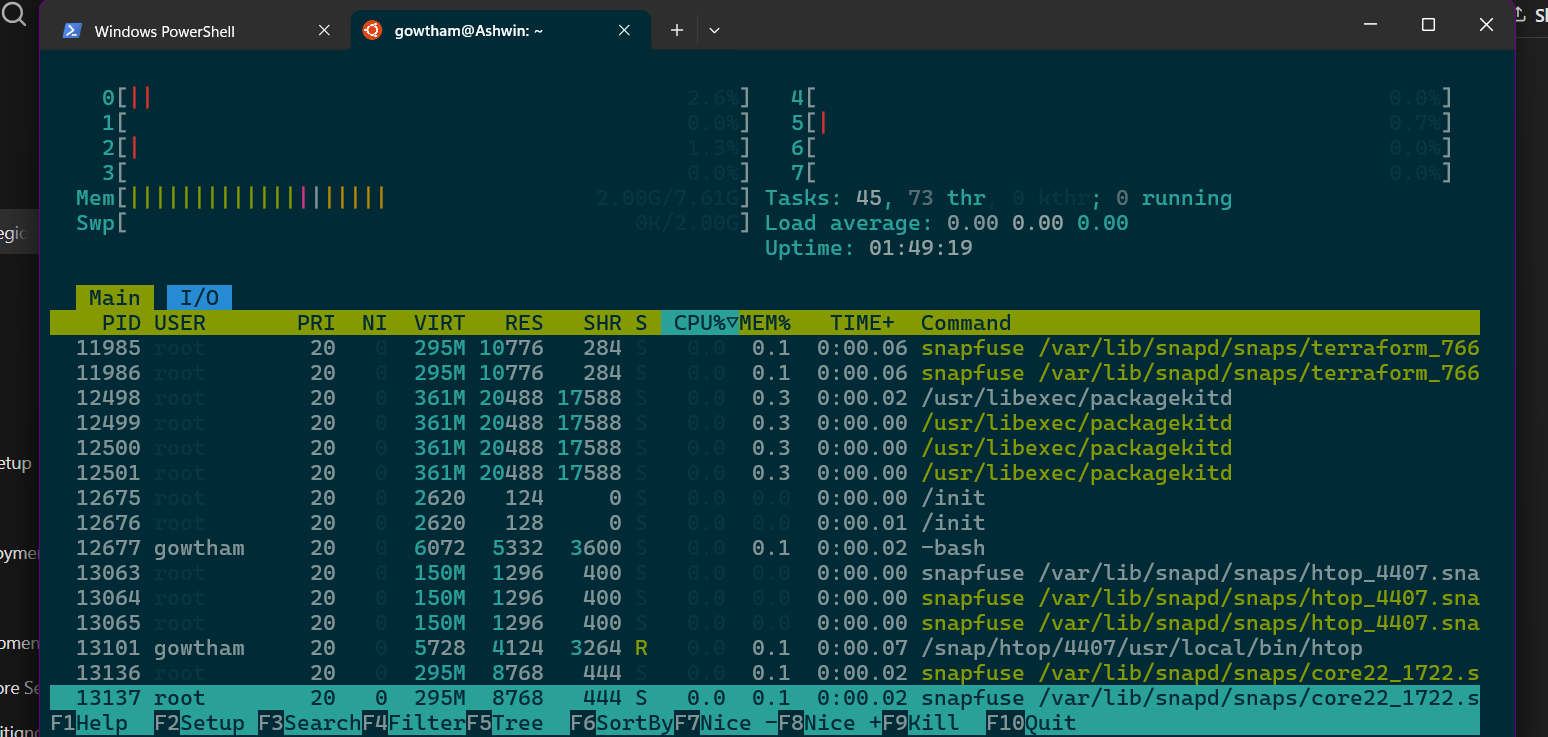 Windows PowerShell
gowtham@Ashwin: ~
0[|| 2.6%] 4[ 0.0%]
1[ 0.0%] 5[| 0.7%]
2[| 1.3%] 6[ 0.0%]
3[ 0.0%] 7[ 0.0%]
Mem[|||||||||||||||||||| 2.00G/7.61G] Tasks: 45, 73 thr, 0 kthr; 0 running
Swp[ 0K/2.00G] Load average: 0.00 0.00 0.00
Uptime: 01:49:19
Main I/O
PID USER PRI NI VIRT RES SHR S CPU%▽MEM% TIME+ Command
11985 root 20 0 295M 10776 284 S 0.0 0.1 0:00.06 snapfuse /var/lib/snapd/snaps/terraform_766
11986 root 20 0 295M 10776 284 S 0.0 0.1 0:00.06 snapfuse /var/lib/snapd/snaps/terraform_766
12498 root 20 0 361M 20488 17588 S 0.0 0.3 0:00.02 /usr/libexec/packagekitd
12499 root 20 0 361M 20488 17588 S 0.0 0.3 0:00.00 /usr/libexec/packagekitd
12500 root 20 0 361M 20488 17588 S 0.0 0.3 0:00.00 /usr/libexec/packagekitd
12501 root 20 0 361M 20488 17588 S 0.0 0.3 0:00.00 /usr/libexec/packagekitd
12675 root 20 0 2620 124 0 S 0.0 0.0 0:00.00 /init
12676 root 20 0 2620 128 0 S 0.0 0.0 0:00.01 /init
12677 gowtham 20 0 6072 5332 3600 S 0.0 0.1 0:00.02 -bash
13063 root 20 0 150M 1296 400 S 0.0 0.0 0:00.00 snapfuse /var/lib/snapd/snaps/htop_4407.sna
13064 root 20 0 150M 1296 400 S 0.0 0.0 0:00.00 snapfuse /var/lib/snapd/snaps/htop_4407.sna
13065 root 20 0 150M 1296 400 S 0.0 0.0 0:00.00 snapfuse /var/lib/snapd/snaps/htop_4407.sna
13101 gowtham 20 0 5728 4124 3264 R 0.0 0.1 0:00.07 /snap/htop/4407/usr/local/bin/htop
13136 root 20 0 295M 8768 444 S 0.0 0.1 0:00.02 snapfuse /var/lib/snapd/snaps/core22_1722.s
13137 root 20 0 295M 8768 444 S 0.0 0.1 0:00.02 snapfuse /var/lib/snapd/snaps/core22_1722.s
F1Help F2Setup F3SearchF4FilterF5Tree F6SortByF7Nice -F8Nice +F9Kill F10Quit